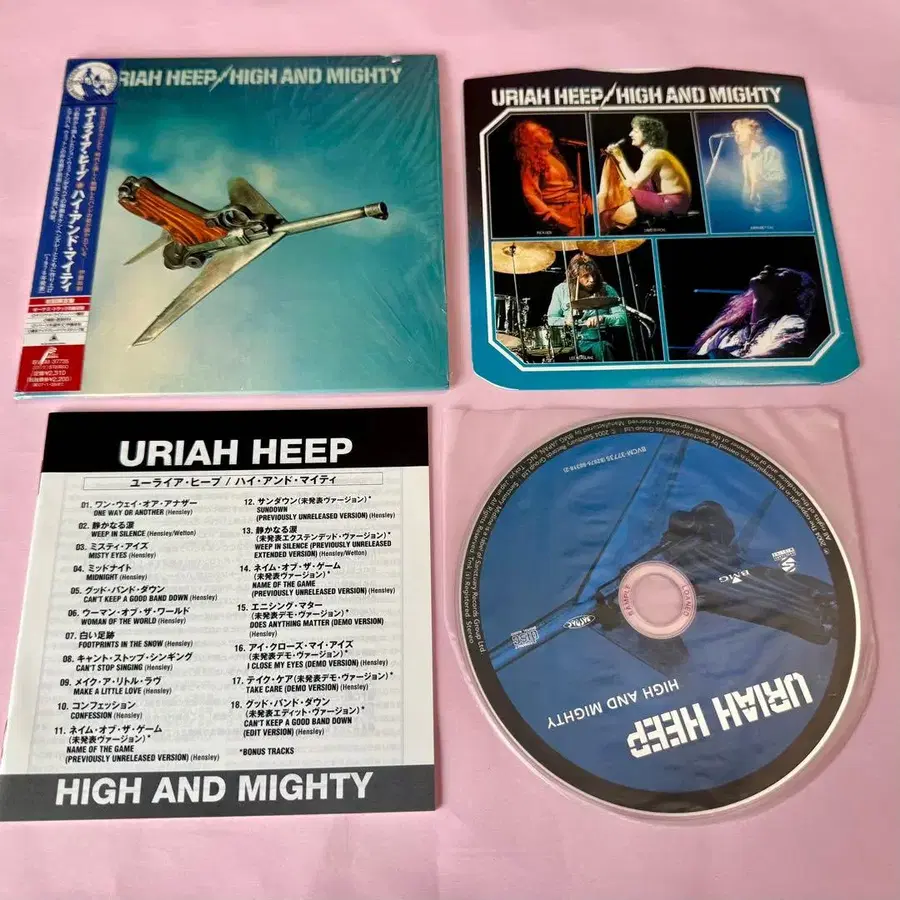 URIAH HEEP/HIGH AND MIGHTY
ユーライア・ヒープ
ハイ・アンド・マイティ
初回限定盤
37735
¥2,310
¥2,200
URIAH HEEP/HIGH AND MIGHTY
URIAH HEEP
ユーライア・ヒープ / ハイ・アンド・マイティ
01. ワン・ウェイ・オア・アナザー
ONE WAY OR ANOTHER (Hensley)
02. 静かなる涙
WEEP IN SILENCE (Hensley/Wetton)
03. ミスティ・アイズ
MISTY EYES (Hensley)
04. ミッドナイト
MIDNIGHT (Hensley)
05. グッド・バンド・ダウン
CAN'T KEEP A GOOD BAND DOWN (Hensley)
06. ウーマン・オブ・ザ・ワールド
WOMAN OF THE WORLD (Hensley)
07. 白い足跡
FOOTPRINTS IN THE SNOW (Hensley)
08. キャント・ストップ・シンギング
CAN'T STOP SINGING (Hensley)
09. メイク・ア・リトル・ラヴ
MAKE A LITTLE LOVE (Hensley)
10. コンフェッション
CONFESSION (Hensley)
11. ネイム・オブ・ザ・ゲーム
(未発表ヴァージョン)*
NAME OF THE GAME
(PREVIOUSLY UNRELEASED VERSION) (Hensley)
12. サンダウン(未発表ヴァージョン)*
SUNDOWN
(PREVIOUSLY UNRELEASED VERSION) (Hensley)
13. 静かなる涙
(未発表エクステンデッド・ヴァージョン)*
WEEP IN SILENCE (PREVIOUSLY UNRELEASED
EXTENDED VERSION) (Hensley/Wetton)
14. ネイム・オブ・ザ・ゲーム
(未発表ヴァージョン)*
NAME OF THE GAME
(PREVIOUSLY UNRELEASED VERSION) (Hensley)
15. エニシング・マター
(未発表デモ・ヴァージョン)*
DOES ANYTHING MATTER (DEMO VERSION) (Hensley)
16. アイ・クローズ・マイ・アイズ
(未発表デモ・ヴァージョン)*
I CLOSE MY EYES (DEMO VERSION) (Hensley)
17. テイク・ケア(未発表デモ・ヴァージョン)*
TAKE CARE (DEMO VERSION) (Hensley)
18. グッド・バンド・ダウン
(未発表エディット・ヴァージョン)*
CAN'T KEEP A GOOD BAND DOWN
(EDIT VERSION) (Hensley)
*BONUS TRACKS
HIGH AND MIGHTY
BVCM-37735
SAMPLE
LOANED
BMG
URIAH HEEP
HIGH AND MIGHTY